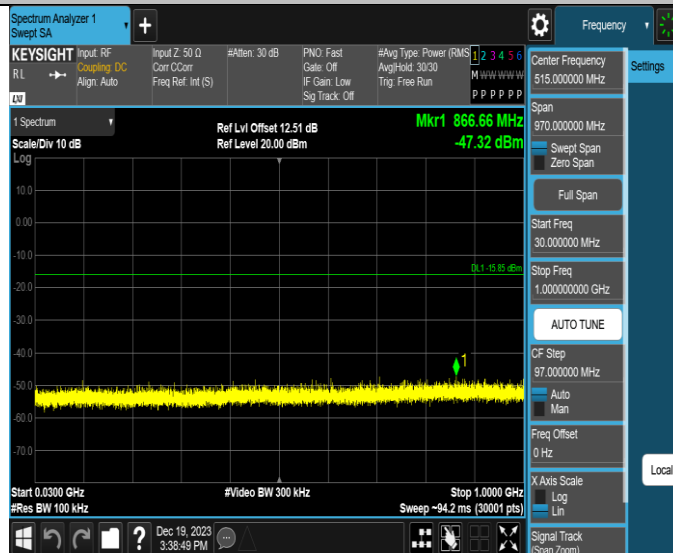 Spectrum Analyzer 1
Swept SA
+
Frequency
KEYSIGHT
RL
LXI
Input: RF
Coupling: DC
Align: Auto
Input Z: 50 Ω
Corr CCorr
Freq Ref: Int (S)
#Atten: 30 dB
PNO: Fast
Gate: Off
IF Gain: Low
Sig Track: Off
#Avg Type: Power (RMS
Avg|Hold: 30/30
Trig: Free Run
1 2 3 4 5 6
M W W W W W
P P P P P P
1 Spectrum
Scale/Div 10 dB
Log
Ref Lvl Offset 12.51 dB
Ref Level 20.00 dBm
Mkr1 866.66 MHz
-47.32 dBm
10.0
0.00
-10.0
DL1 -15.85 dBm
-20.0
-30.0
-40.0
1
-50.0
-60.0
-70.0
Start 0.0300 GHz
#Res BW 100 kHz
#Video BW 300 kHz
Stop 1.0000 GHz
Sweep ~94.2 ms (30001 pts)
?
Dec 19, 2023
3:38:49 PM
Center Frequency
515.000000 MHz
Span
970.000000 MHz
Swept Span
Zero Span
Full Span
Start Freq
30.000000 MHz
Stop Freq
1.000000000 GHz
AUTO TUNE
CF Step
97.000000 MHz
Auto
Man
Freq Offset
0 Hz
X Axis Scale
Log
Lin
Signal Track
(Span Zoom)
Settings
Local